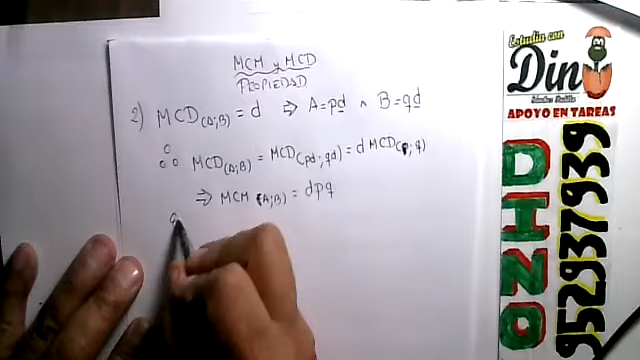 MCM y MCD
PROPIEDAD
2) MCD(A;B) = d ⇒ A = pd ∧ B = qd
∴ MCD(A;B) = MCD(pd;qd) = d MCD(p;q)
⇒ MCM (A;B) = dpq
Estudia con
Dino
APOYO EN TAREAS
DINO
952937939